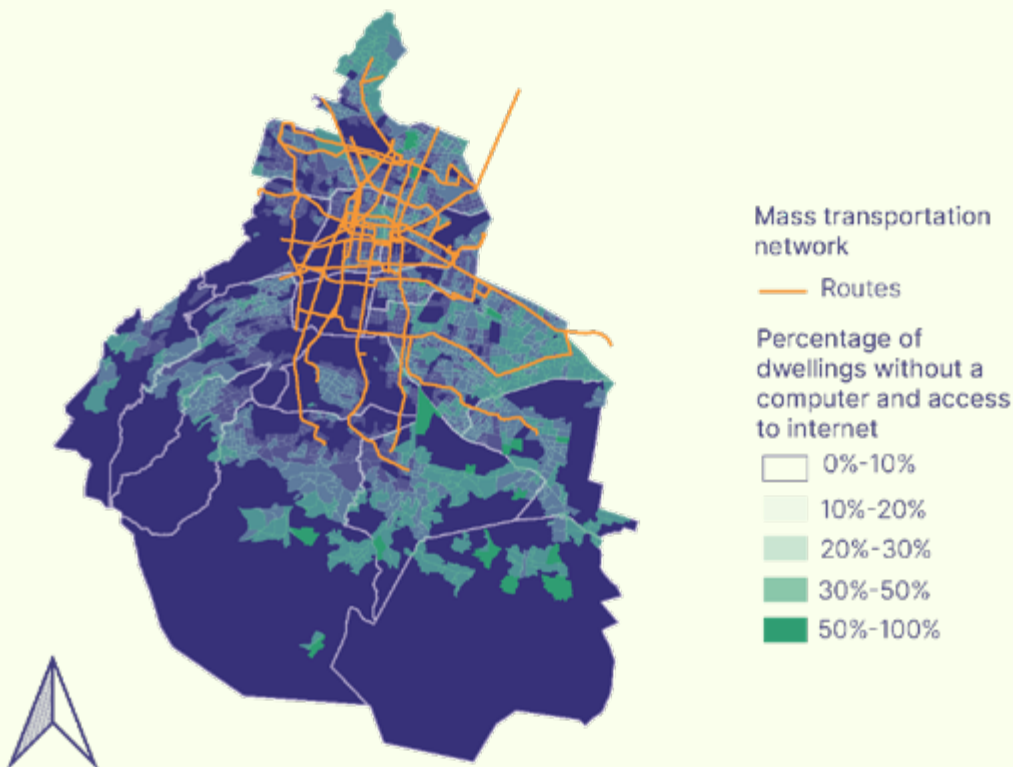 Mass transportation
network
Routes
Percentage of
dwellings without a
computer and access
to internet
0%-10%
10%-20%
20%-30%
30%-50%
50%-100%